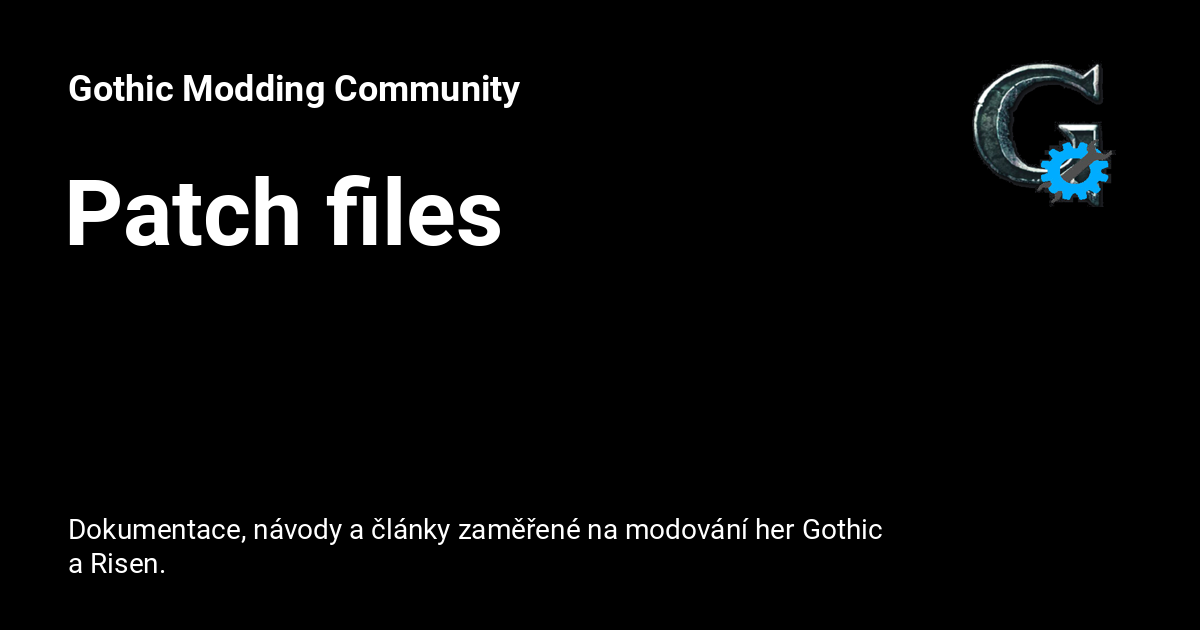 Gothic Modding Community
Patch files
Dokumentace, návody a články zaměřené na modování her Gothic
a Risen.